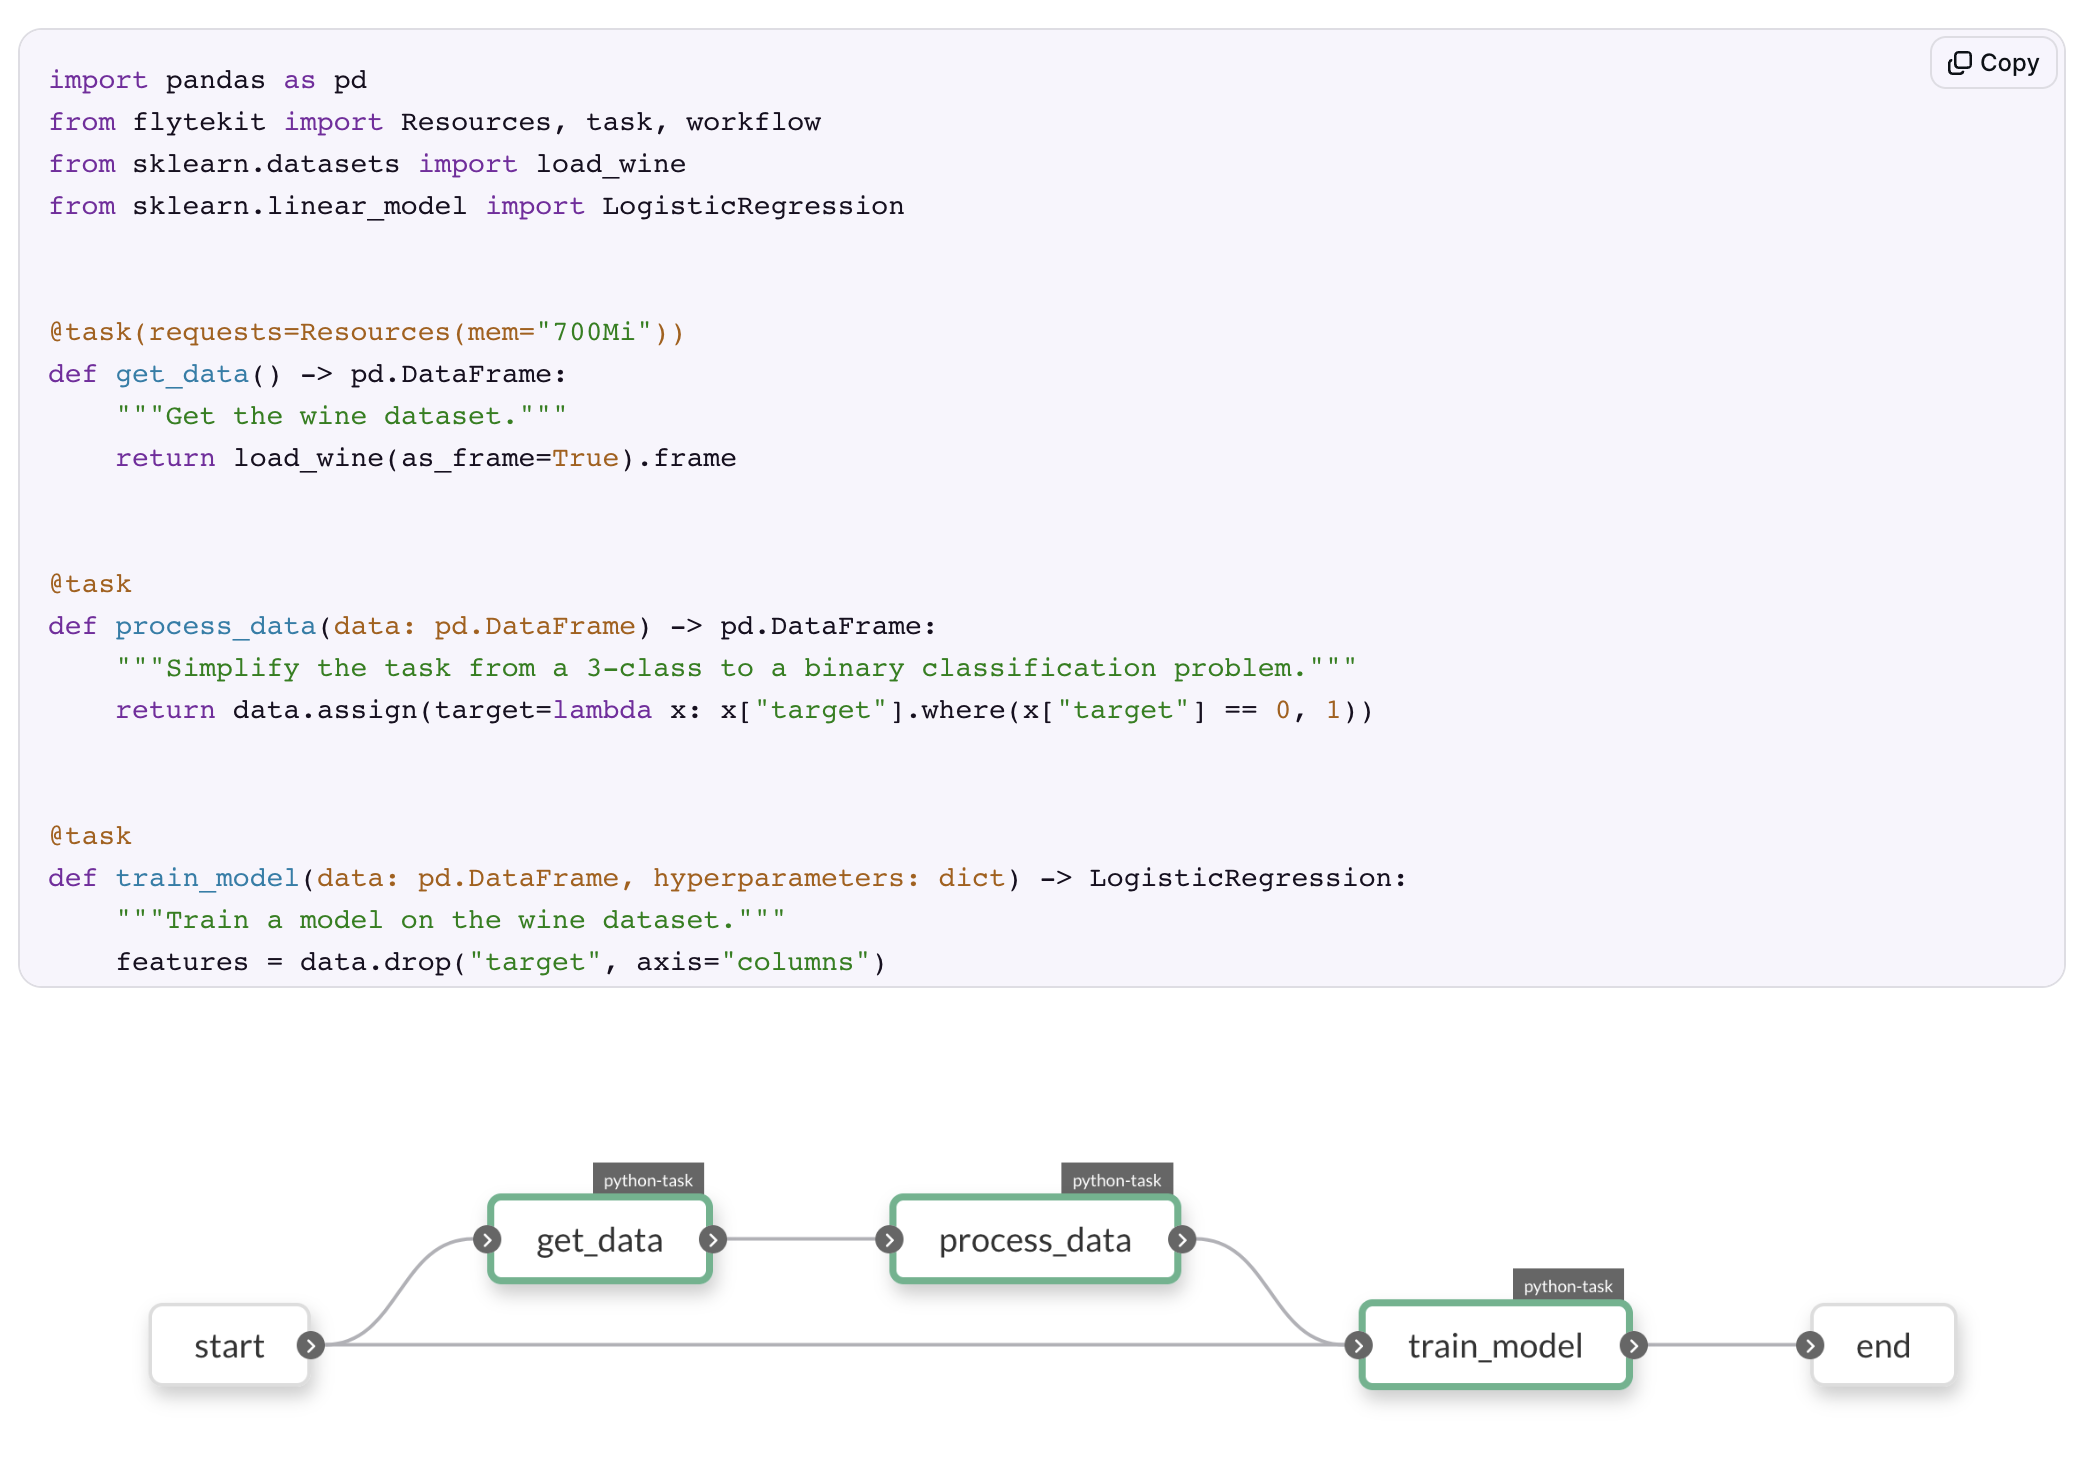 Copy
import pandas as pd
from flytekit import Resources, task, workflow
from sklearn.datasets import load_wine
from sklearn.linear_model import LogisticRegression
@task(requests=Resources(mem="700Mi"))
def get_data() -> pd.DataFrame:
    """Get the wine dataset."""
    return load_wine(as_frame=True).frame
@task
def process_data(data: pd.DataFrame) -> pd.DataFrame:
    """Simplify the task from a 3-class to a binary classification problem."""
    return data.assign(target=lambda x: x["target"].where(x["target"] == 0, 1))
@task
def train_model(data: pd.DataFrame, hyperparameters: dict) -> LogisticRegression:
    """Train a model on the wine dataset."""
    features = data.drop("target", axis="columns")
python-task
get_data
python-task
process_data
start
python-task
train_model
end